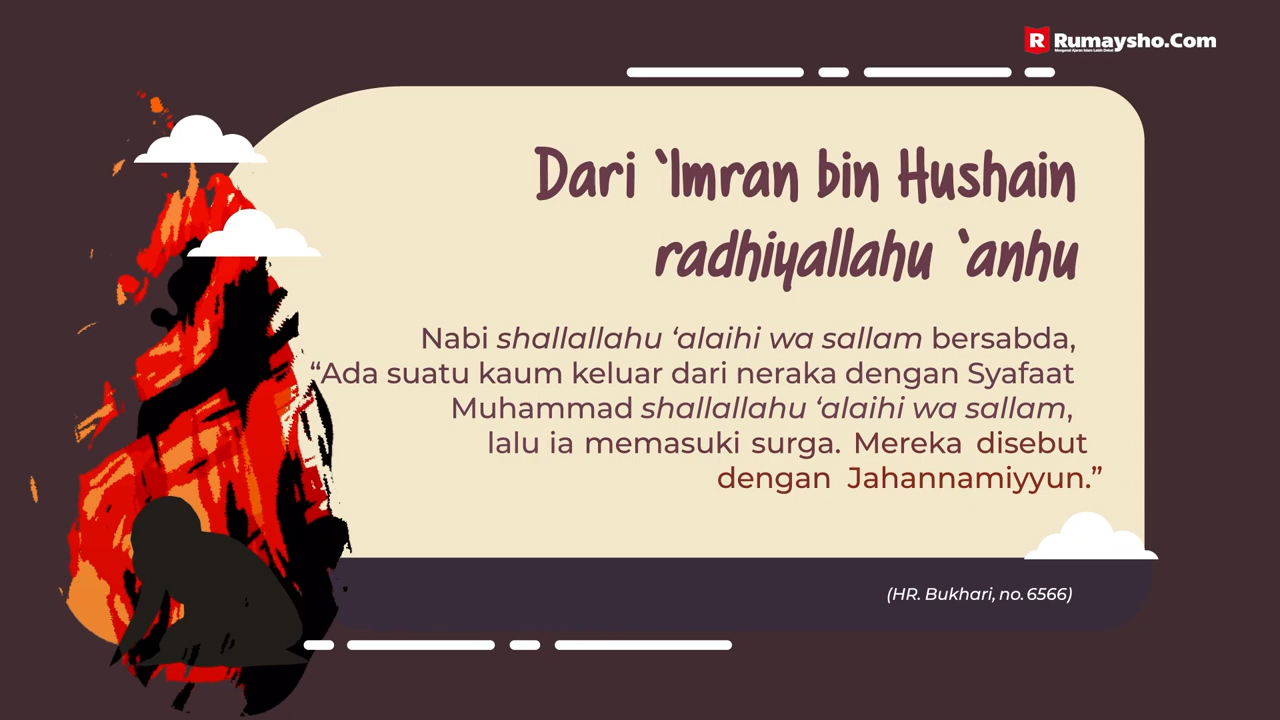 R Rumaysho.Com
Dari `Imran bin Hushain
radhiyallahu `anhu
Nabi shallallahu ‘alaihi wa sallam bersabda,
“Ada suatu kaum keluar dari neraka dengan Syafaat
Muhammad shallallahu ‘alaihi wa sallam,
lalu ia memasuki surga. Mereka disebut
dengan Jahannamiyyun.”
(HR. Bukhari, no. 6566)